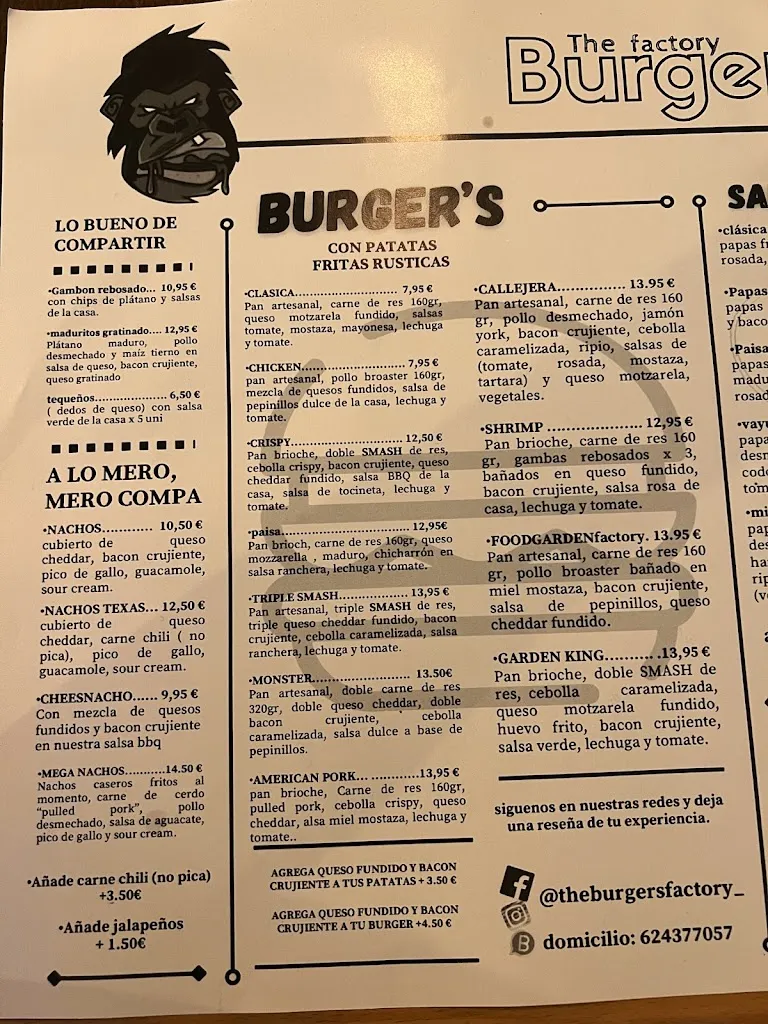 The factory
Burge
LO BUENO DE
COMPARTIR
•Gambon rebosado... 10,95 €
con chips de plátano y salsas
de la casa.
•maduritos gratinado.... 12,95 €
Plátano maduro, pollo
desmechado y maíz tierno en
salsa de queso, bacon crujiente,
queso gratinado
tequeños..................... 6,50 €
( dedos de queso) con salsa
verde de la casa x 5 uni
A LO MERO,
MERO COMPA
•NACHOS............ 10,50 €
cubierto de queso
cheddar, bacon crujiente,
pico de gallo, guacamole,
sour cream.
•NACHOS TEXAS... 12,50 €
cubierto de queso
cheddar, carne chili ( no
pica), pico de gallo,
guacamole, sour cream.
•CHEESNACHO...... 9,95 €
Con mezcla de quesos
fundidos y bacon crujiente
en nuestra salsa bbq
•MEGA NACHOS...........14.50 €
Nachos caseros fritos al
momento, carne de cerdo
"pulled pork", pollo
desmechado, salsa de aguacate,
pico de gallo y sour cream.
•Añade carne chili (no pica)
+3.50€
•Añade jalapeños
+ 1.50€
BURGER'S
CON PATATAS
FRITAS RUSTICAS
•CLASICA.............................. 7,95 €
Pan artesanal, carne de res 160gr,
queso motzarela fundido, salsas
tomate, mostaza, mayonesa, lechuga
y tomate.
•CHICKEN........................ 7,95 €
pan artesanal, pollo broaster 160gr,
mezcla de quesos fundidos, salsa de
pepinillos dulce de la casa, lechuga y
tomate.
•CRISPY.......................... 12,50 €
Pan brioche, doble SMASH de res,
cebolla crispy, bacon crujiente, queso
cheddar fundido, salsa BBQ de la
casa, salsa de tocineta, lechuga y
tomate.
•paisa.............................. 12,95€
Pan brioch, carne de res 160gr, queso
mozzarella , maduro, chicharrón en
salsa ranchera, lechuga y tomate.
•TRIPLE SMASH................. 13,95 €
Pan artesanal, triple SMASH de res,
triple queso cheddar fundido, bacon
crujiente, cebolla caramelizada, salsa
ranchera, lechuga y tomate.
•MONSTER....................... 13.50€
Pan artesanal, doble carne de res
320gr, doble queso cheddar, doble
bacon crujiente, cebolla
caramelizada, salsa dulce a base de
pepinillos.
•AMERICAN PORK... ...........13,95 €
pan brioche, Carne de res 160gr,
pulled pork, cebolla crispy, queso
cheddar, alsa miel mostaza, lechuga y
tomate..
AGREGA QUESO FUNDIDO Y BACON
CRUJIENTE A TUS PATATAS + 3.50 €
AGREGA QUESO FUNDIDO Y BACON
CRUJIENTE A TU BURGER +4.50 €
•CALLEJERA............... 13.95 €
Pan artesanal, carne de res 160
gr, pollo desmechado, jamón
york, bacon crujiente, cebolla
caramelizada, ripio, salsas de
(tomate, rosada, mostaza,
tartara) y queso motzarela,
vegetales.
•SHRIMP .................... 12,95 €
Pan brioche, carne de res 160
gr, gambas rebosados x 3,
bañados en queso fundido,
bacon crujiente, salsa rosa de
casa, lechuga y tomate.
•FOODGARDENfactory. 13.95 €
Pan artesanal, carne de res 160
gr, pollo broaster bañado en
miel mostaza, bacon crujiente,
salsa de pepinillos, queso
cheddar fundido.
•GARDEN KING.......... .13,95 €
Pan brioche, doble SMASH de
res, cebolla caramelizada,
queso motzarela fundido,
huevo frito, bacon crujiente,
salsa verde, lechuga y tomate.
siguenos en nuestras redes y deja
una reseña de tu experiencia.
@theburgersfactory_
domicilio: 624377057
SA
•clásica
papas f
rosada,
•Papas
papas
y baco
•Paisa
papas
madu
rosad
•vay
papa
desn
cod
tom
•mi
pap
des
ha
rip
(v